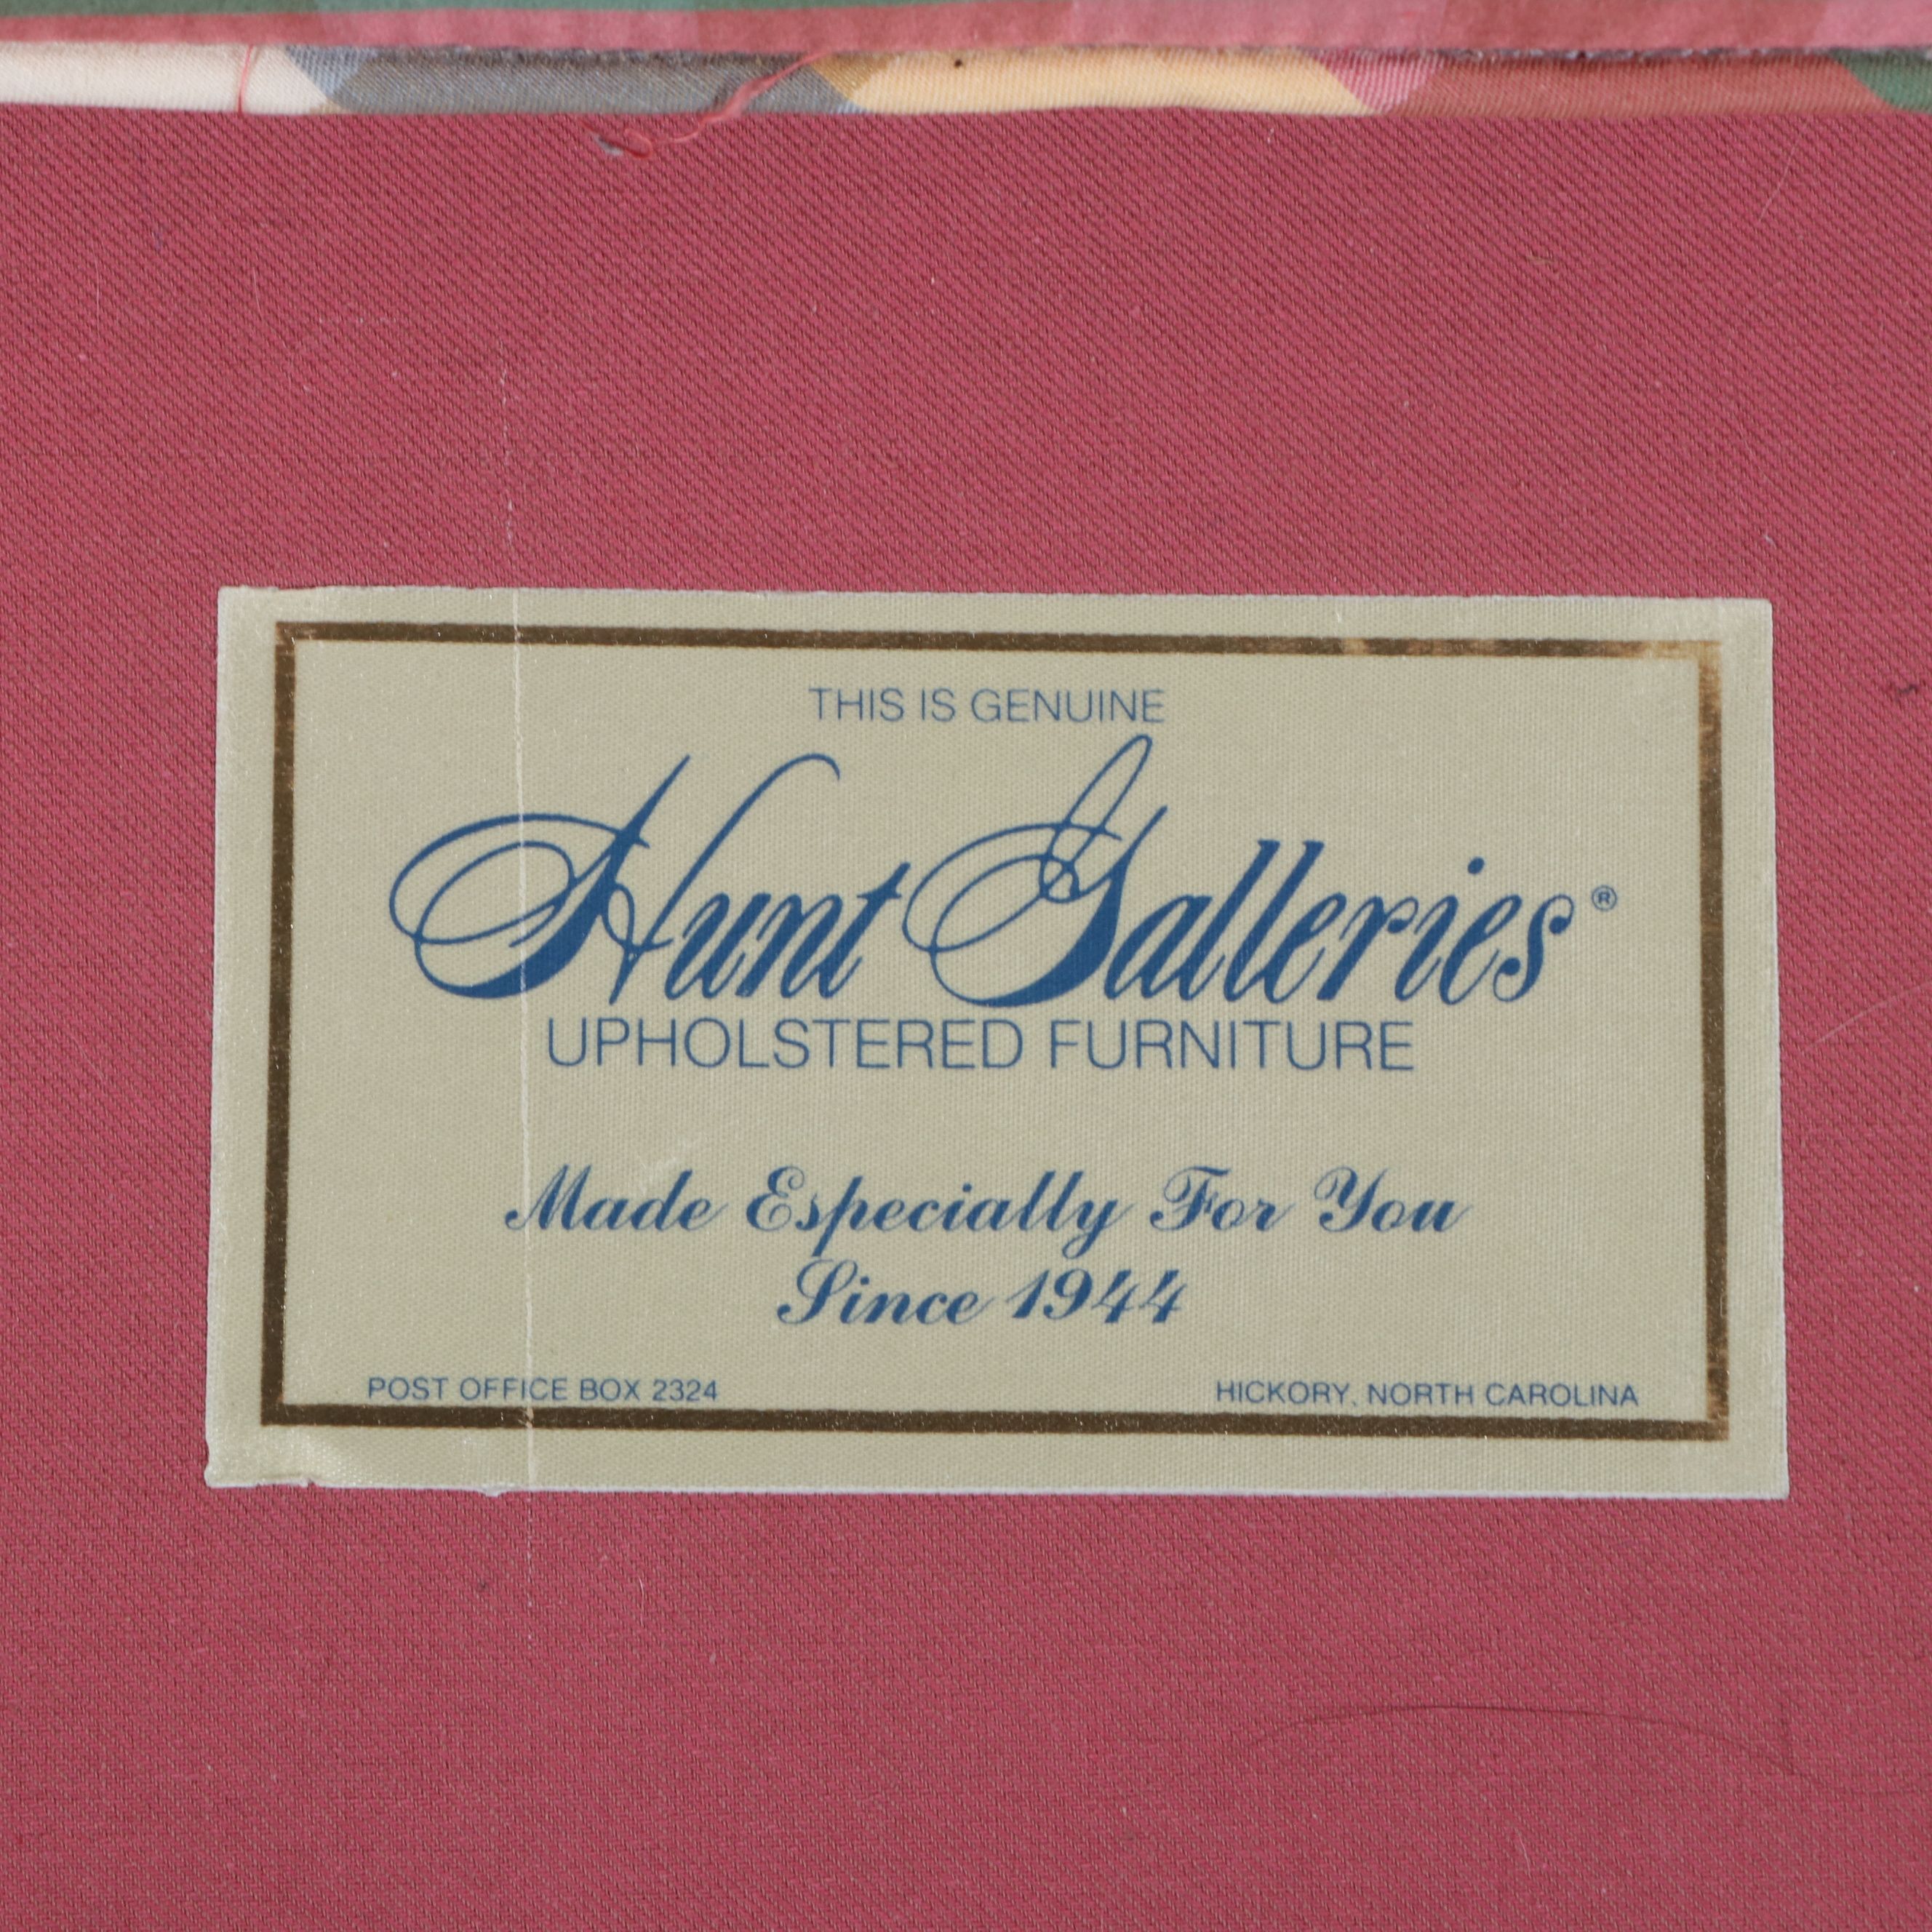 THIS IS GENUINE
Hunt Galleries®
UPHOLSTERED FURNITURE
Made Especially For You
Since 1944
POST OFFICE BOX 2324
HICKORY, NORTH CAROLINA